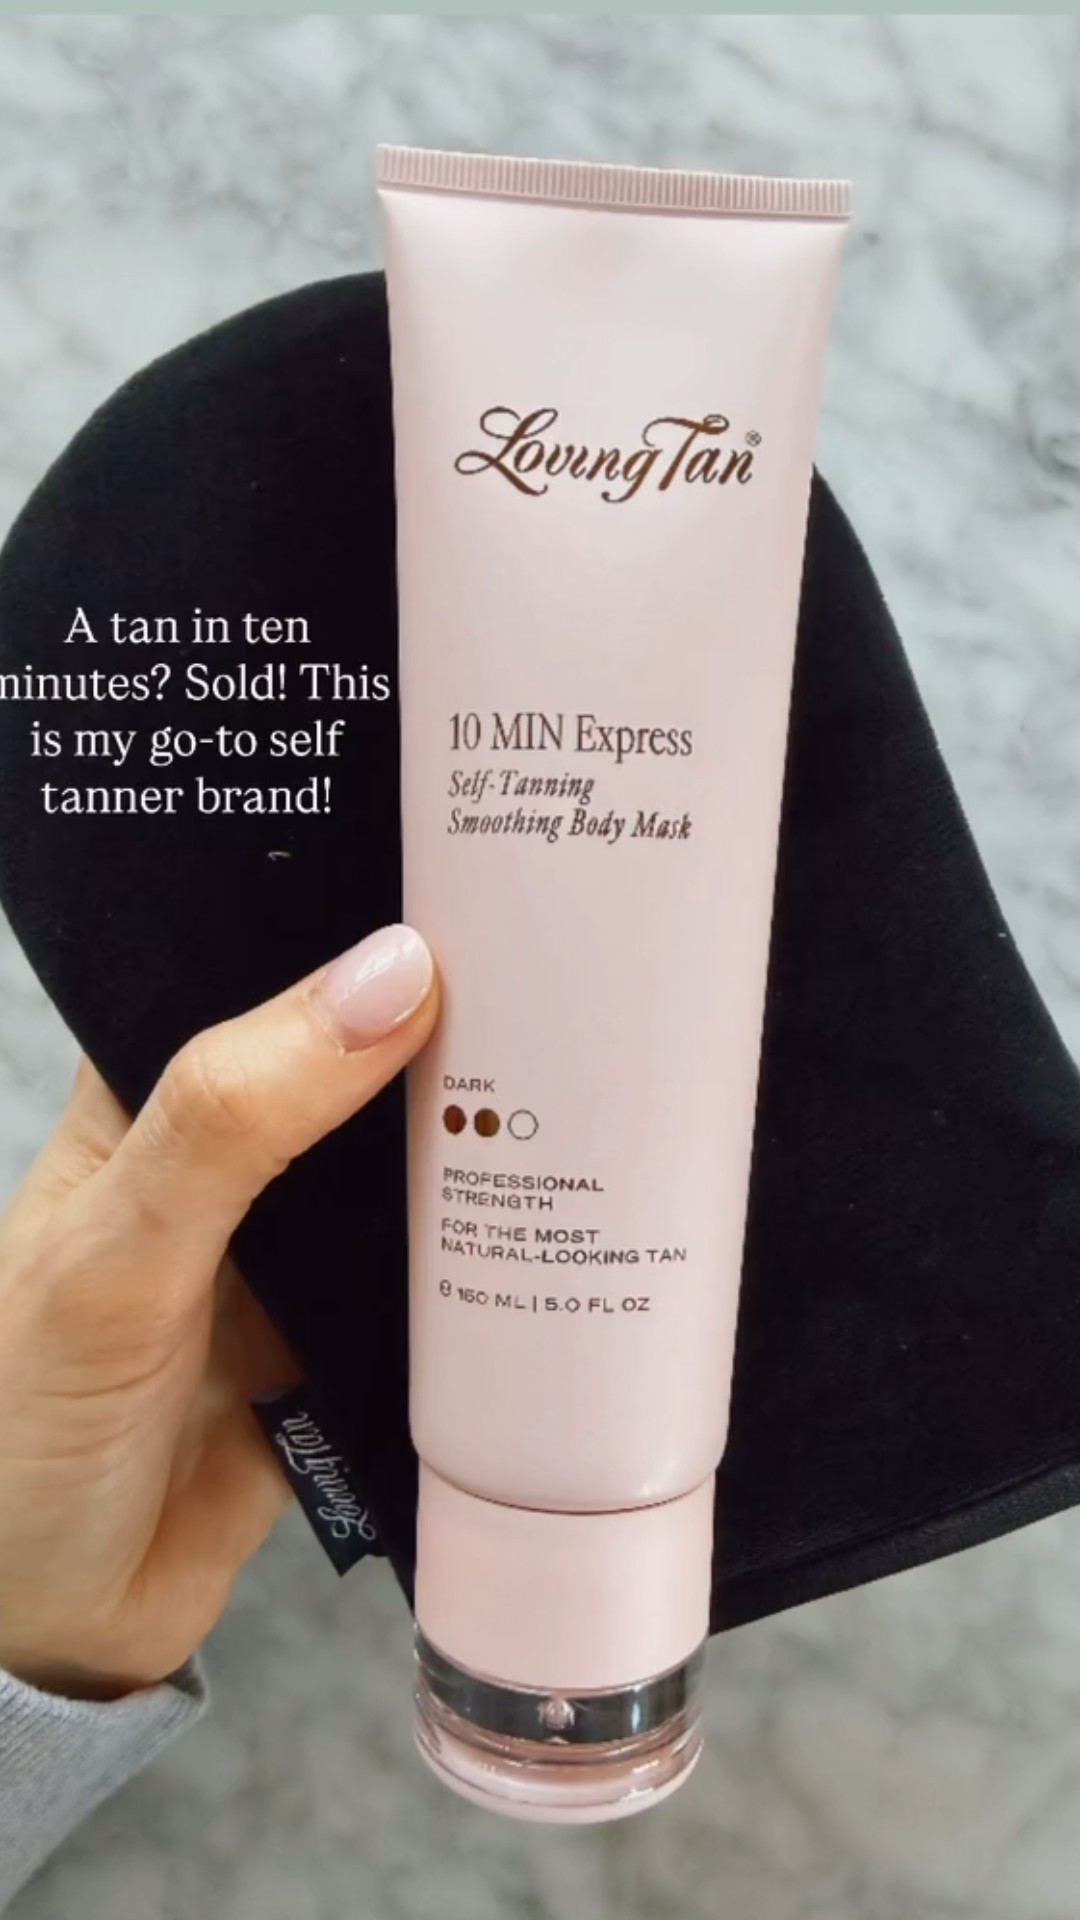 Loving Tan®
A tan in ten
minutes? Sold! This
is my go-to self
tanner brand!
10 MIN Express
Self-Tanning
Smoothing Body Mask
DARK
PROFESSIONAL
STRENGTH
FOR THE MOST
NATURAL-LOOKING TAN
℮ 150 ML | 5.0 FL OZ
Loving Tan